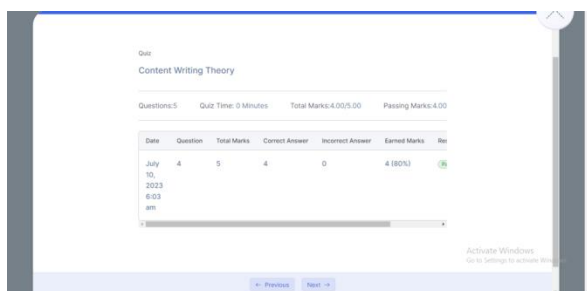 Quiz
Content Writing Theory
Questions:5 Quiz Time: 0 Minutes Total Marks:4.00/5.00 Passing Marks:4.00
Date Question Total Marks Correct Answer Incorrect Answer Earned Marks
July 4 5 4 0 4 (80%)
10,
2023
6:03
am
Activate Windows
Go to Settings to activate
← Previous Next →